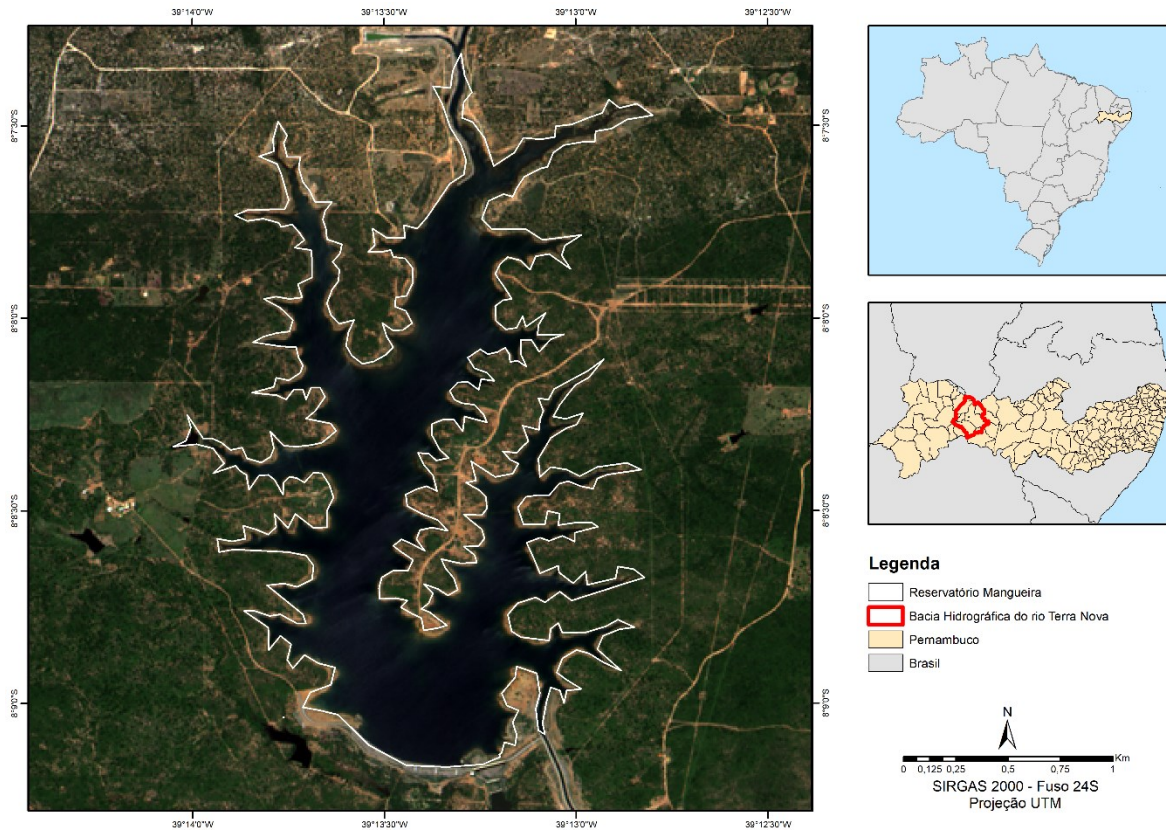 39°14'0"W 39°13'30"W 39°13'0"W 39°12'30"W
8°7'30"S 8°7'30"S
8°8'0"S 8°8'0"S
8°8'30"S 8°8'30"S
8°9'0"S 8°9'0"S
39°14'0"W 39°13'30"W 39°13'0"W 39°12'30"W
Legenda
Reservatório Mangueira
Bacia Hidrográfica do rio Terra Nova
Pernambuco
Brasil
N
Km
0 0,125 0,25 0,5 0,75 1
SIRGAS 2000 - Fuso 24S
Projeção UTM